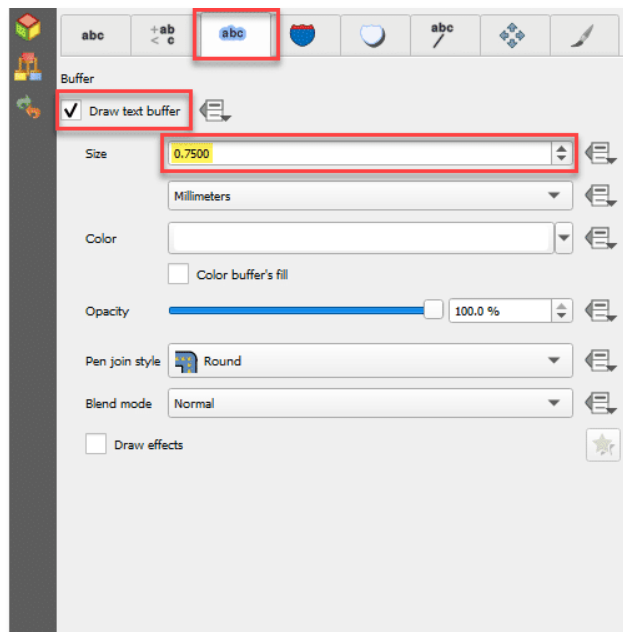 abc
+ab
< c
abc
abc
Buffer
Draw text buffer
Size
0.7500
Millimeters
Color
Color buffer's fill
Opacity
100.0 %
Pen join style
Round
Blend mode
Normal
Draw effects